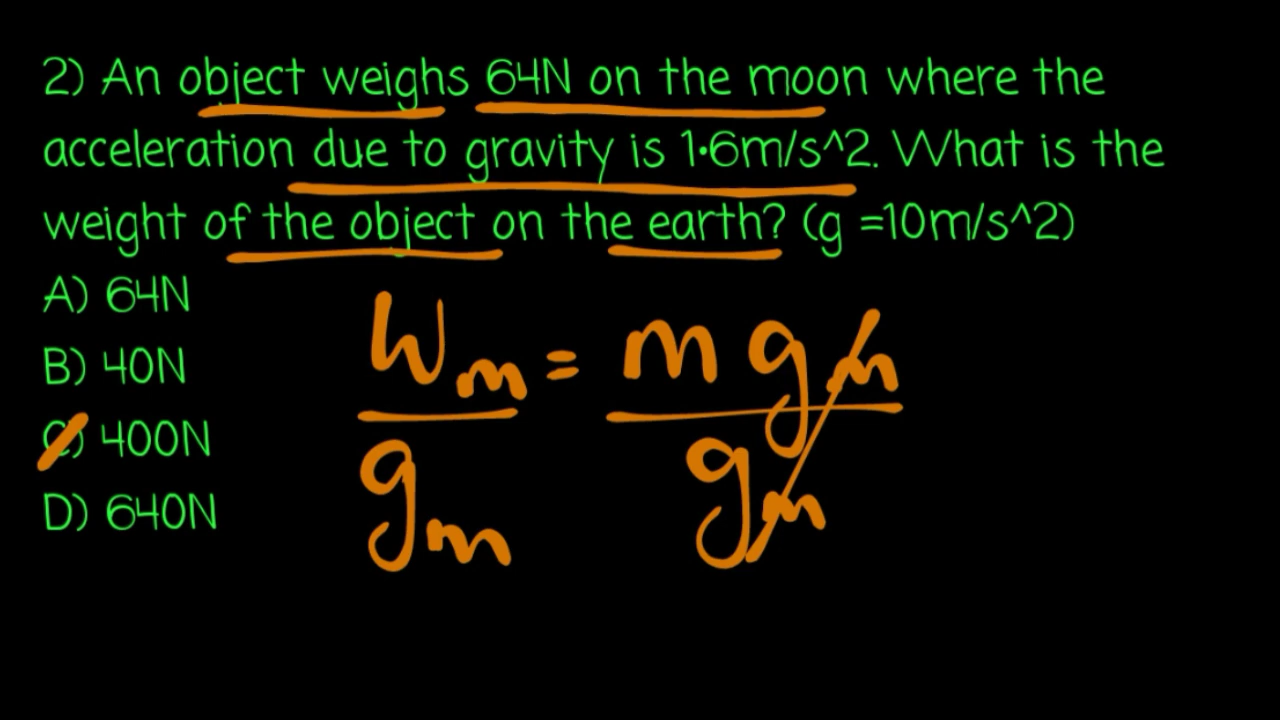 2) An object weighs 64N on the moon where the
acceleration due to gravity is 1·6m/s^2. What is the
weight of the object on the earth? (g =10m/s^2)
A) 64N
B) 40N
C) 400N
D) 640N
Wm = m gm
gm gm